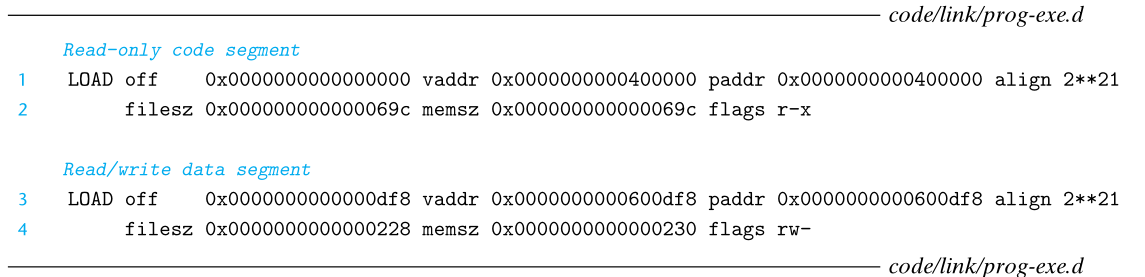 code/link/prog-exe.d
Read-only code segment
1 LOAD off 0x0000000000000000 vaddr 0x0000000000400000 paddr 0x0000000000400000 align 2**21
2 filesz 0x000000000000069c memsz 0x000000000000069c flags r-x
Read/write data segment
3 LOAD off 0x0000000000000df8 vaddr 0x0000000000600df8 paddr 0x0000000000600df8 align 2**21
4 filesz 0x0000000000000228 memsz 0x0000000000000230 flags rw-
code/link/prog-exe.d